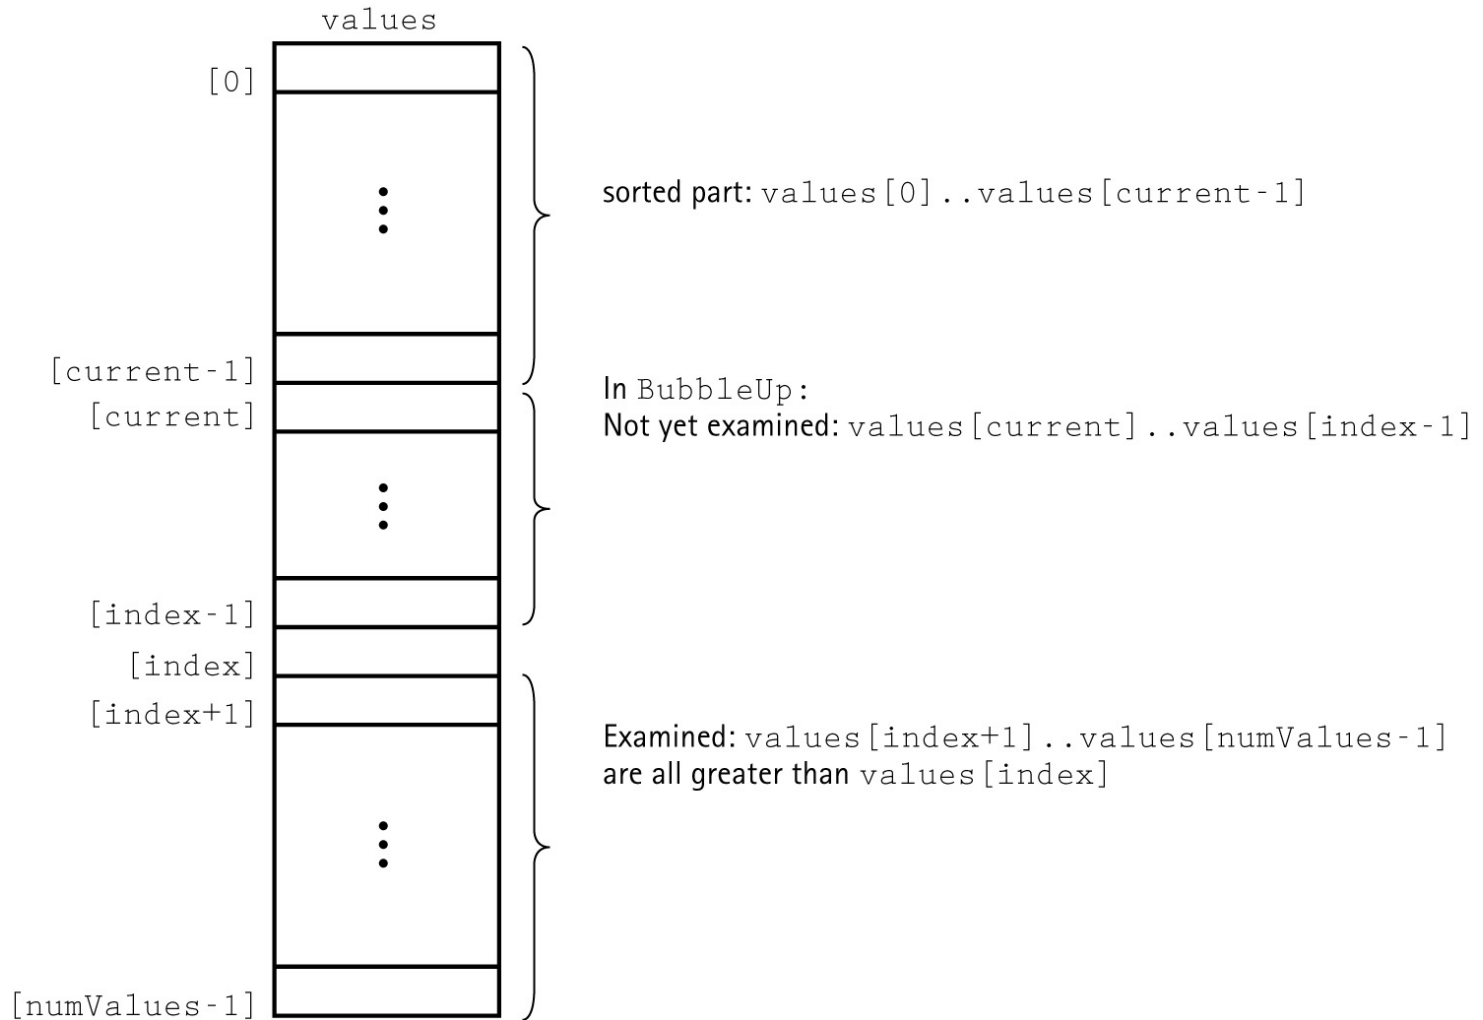 values
[0]
sorted part: values[0]..values[current-1]
[current-1]
[current]
In BubbleUp:
Not yet examined: values[current]..values[index-1]
[index-1]
[index]
[index+1]
Examined: values[index+1]..values[numValues-1]
are all greater than values[index]
[numValues-1]